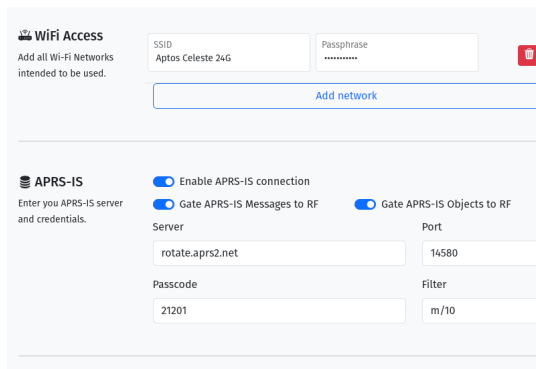 WiFi Access
Add all Wi-Fi Networks
intended to be used.
SSID
Aptos Celeste 24G
Passphrase
•••••••••••
Add network
APRS-IS
Enter you APRS-IS server
and credentials.
Enable APRS-IS connection
Gate APRS-IS Messages to RF
Gate APRS-IS Objects to RF
Server
Port
rotate.aprs2.net
14580
Passcode
Filter
21201
m/10